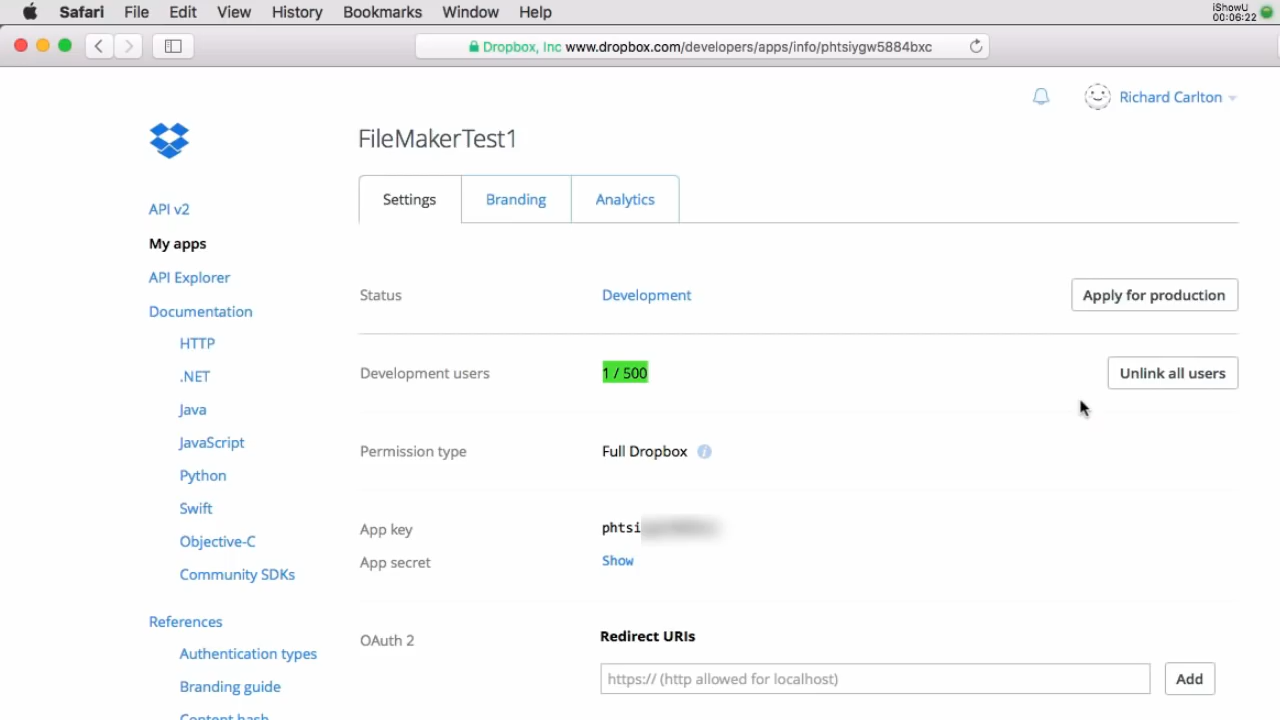 Safari File Edit View History Bookmarks Window Help
iShowU
00:06:22
Dropbox, Inc www.dropbox.com/developers/apps/info/phtsiygw5884bxc
Richard Carlton
FileMakerTest1
Settings Branding Analytics
API v2
My apps
API Explorer
Documentation
HTTP
.NET
Java
JavaScript
Python
Swift
Objective-C
Community SDKs
References
Authentication types
Branding guide
Content hash
Status Development Apply for production
Development users 1 / 500 Unlink all users
Permission type Full Dropbox
App key phtsi
App secret Show
OAuth 2 Redirect URIs
https:// (http allowed for localhost) Add